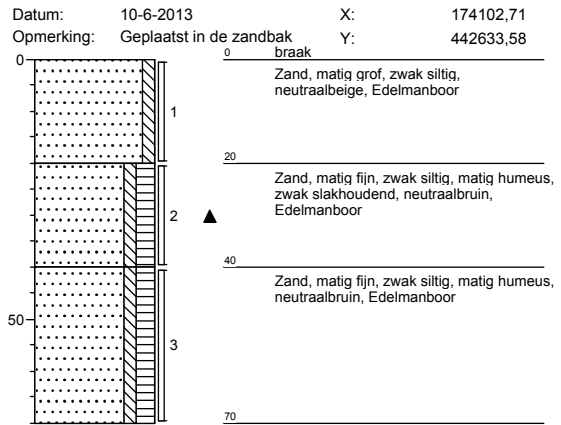 Datum: 10-6-2013 X: 174102,71
Opmerking: Geplaatst in de zandbak Y: 442633,58
0 0 braak
Zand, matig grof, zwak siltig,
neutraalbeige, Edelmanboor
1
20
Zand, matig fijn, zwak siltig, matig humeus,
zwak slakhoudend, neutraalbruin,
Edelmanboor
2
40
Zand, matig fijn, zwak siltig, matig humeus,
neutraalbruin, Edelmanboor
50
3
70